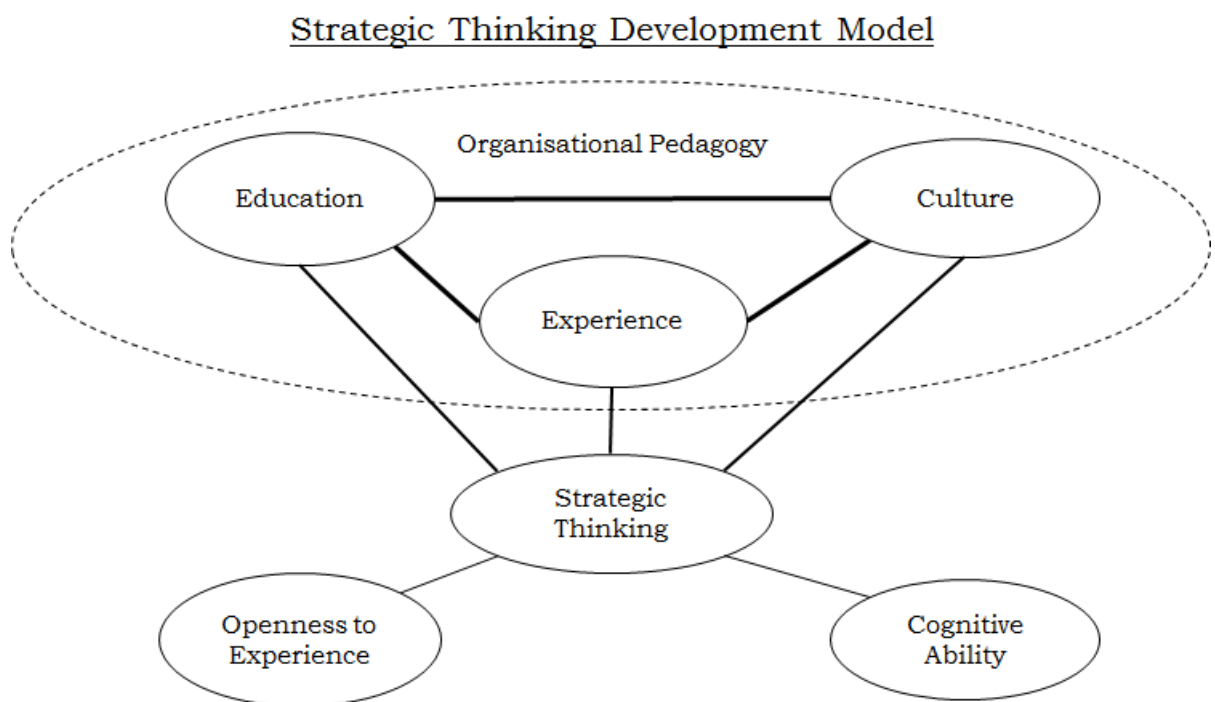 Strategic Thinking Development Model
Organisational Pedagogy
Education
Culture
Experience
Strategic
Thinking
Openness to
Experience
Cognitive
Ability